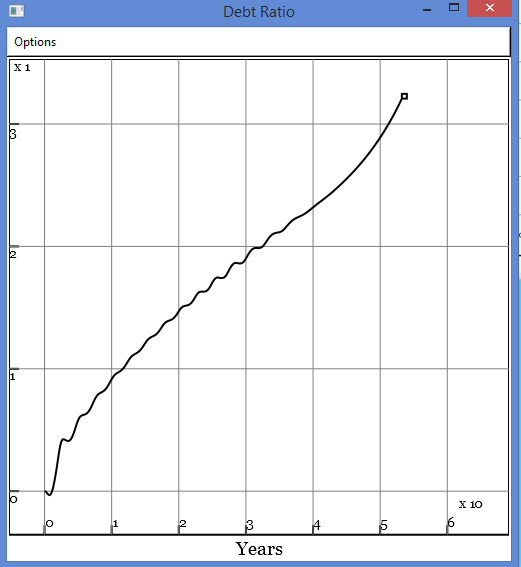 Debt Ratio
Options
x 1
3
2
1
0
x 10
0 1 2 3 4 5 6
Years